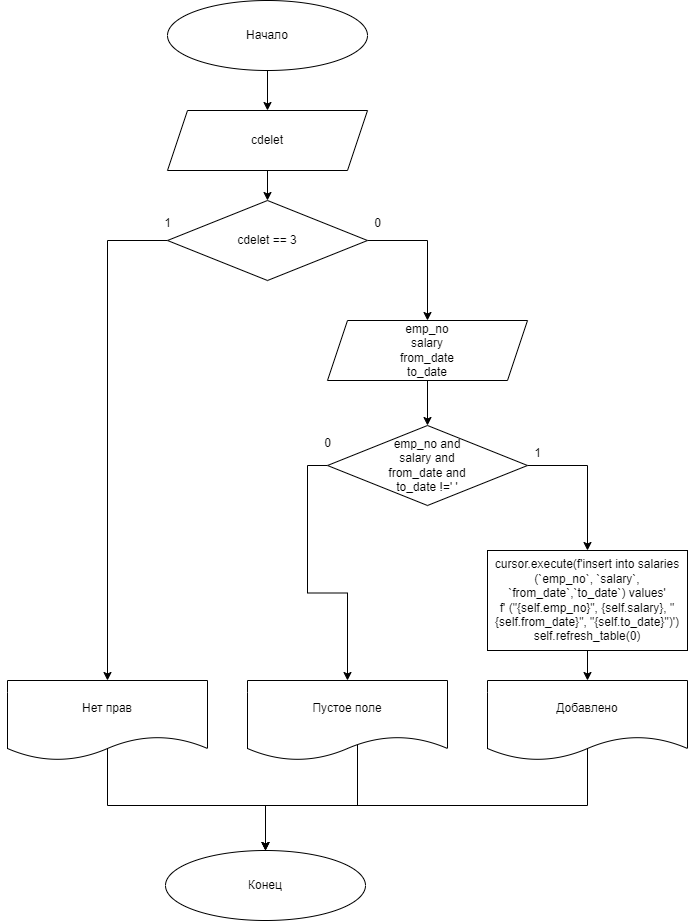 Начало
cdelet
1
0
cdelet == 3
emp_no
salary
from_date
to_date
0
1
emp_no and
salary and
from_date and
to_date !=' '
cursor.execute(f'insert into salaries
(`emp_no`, `salary`,
`from_date`,`to_date`) values'
f' ("{self.emp_no}", {self.salary}, "
{self.from_date}", "{self.to_date}")')
self.refresh_table(0)
Нет прав
Пустое поле
Добавлено
Конец